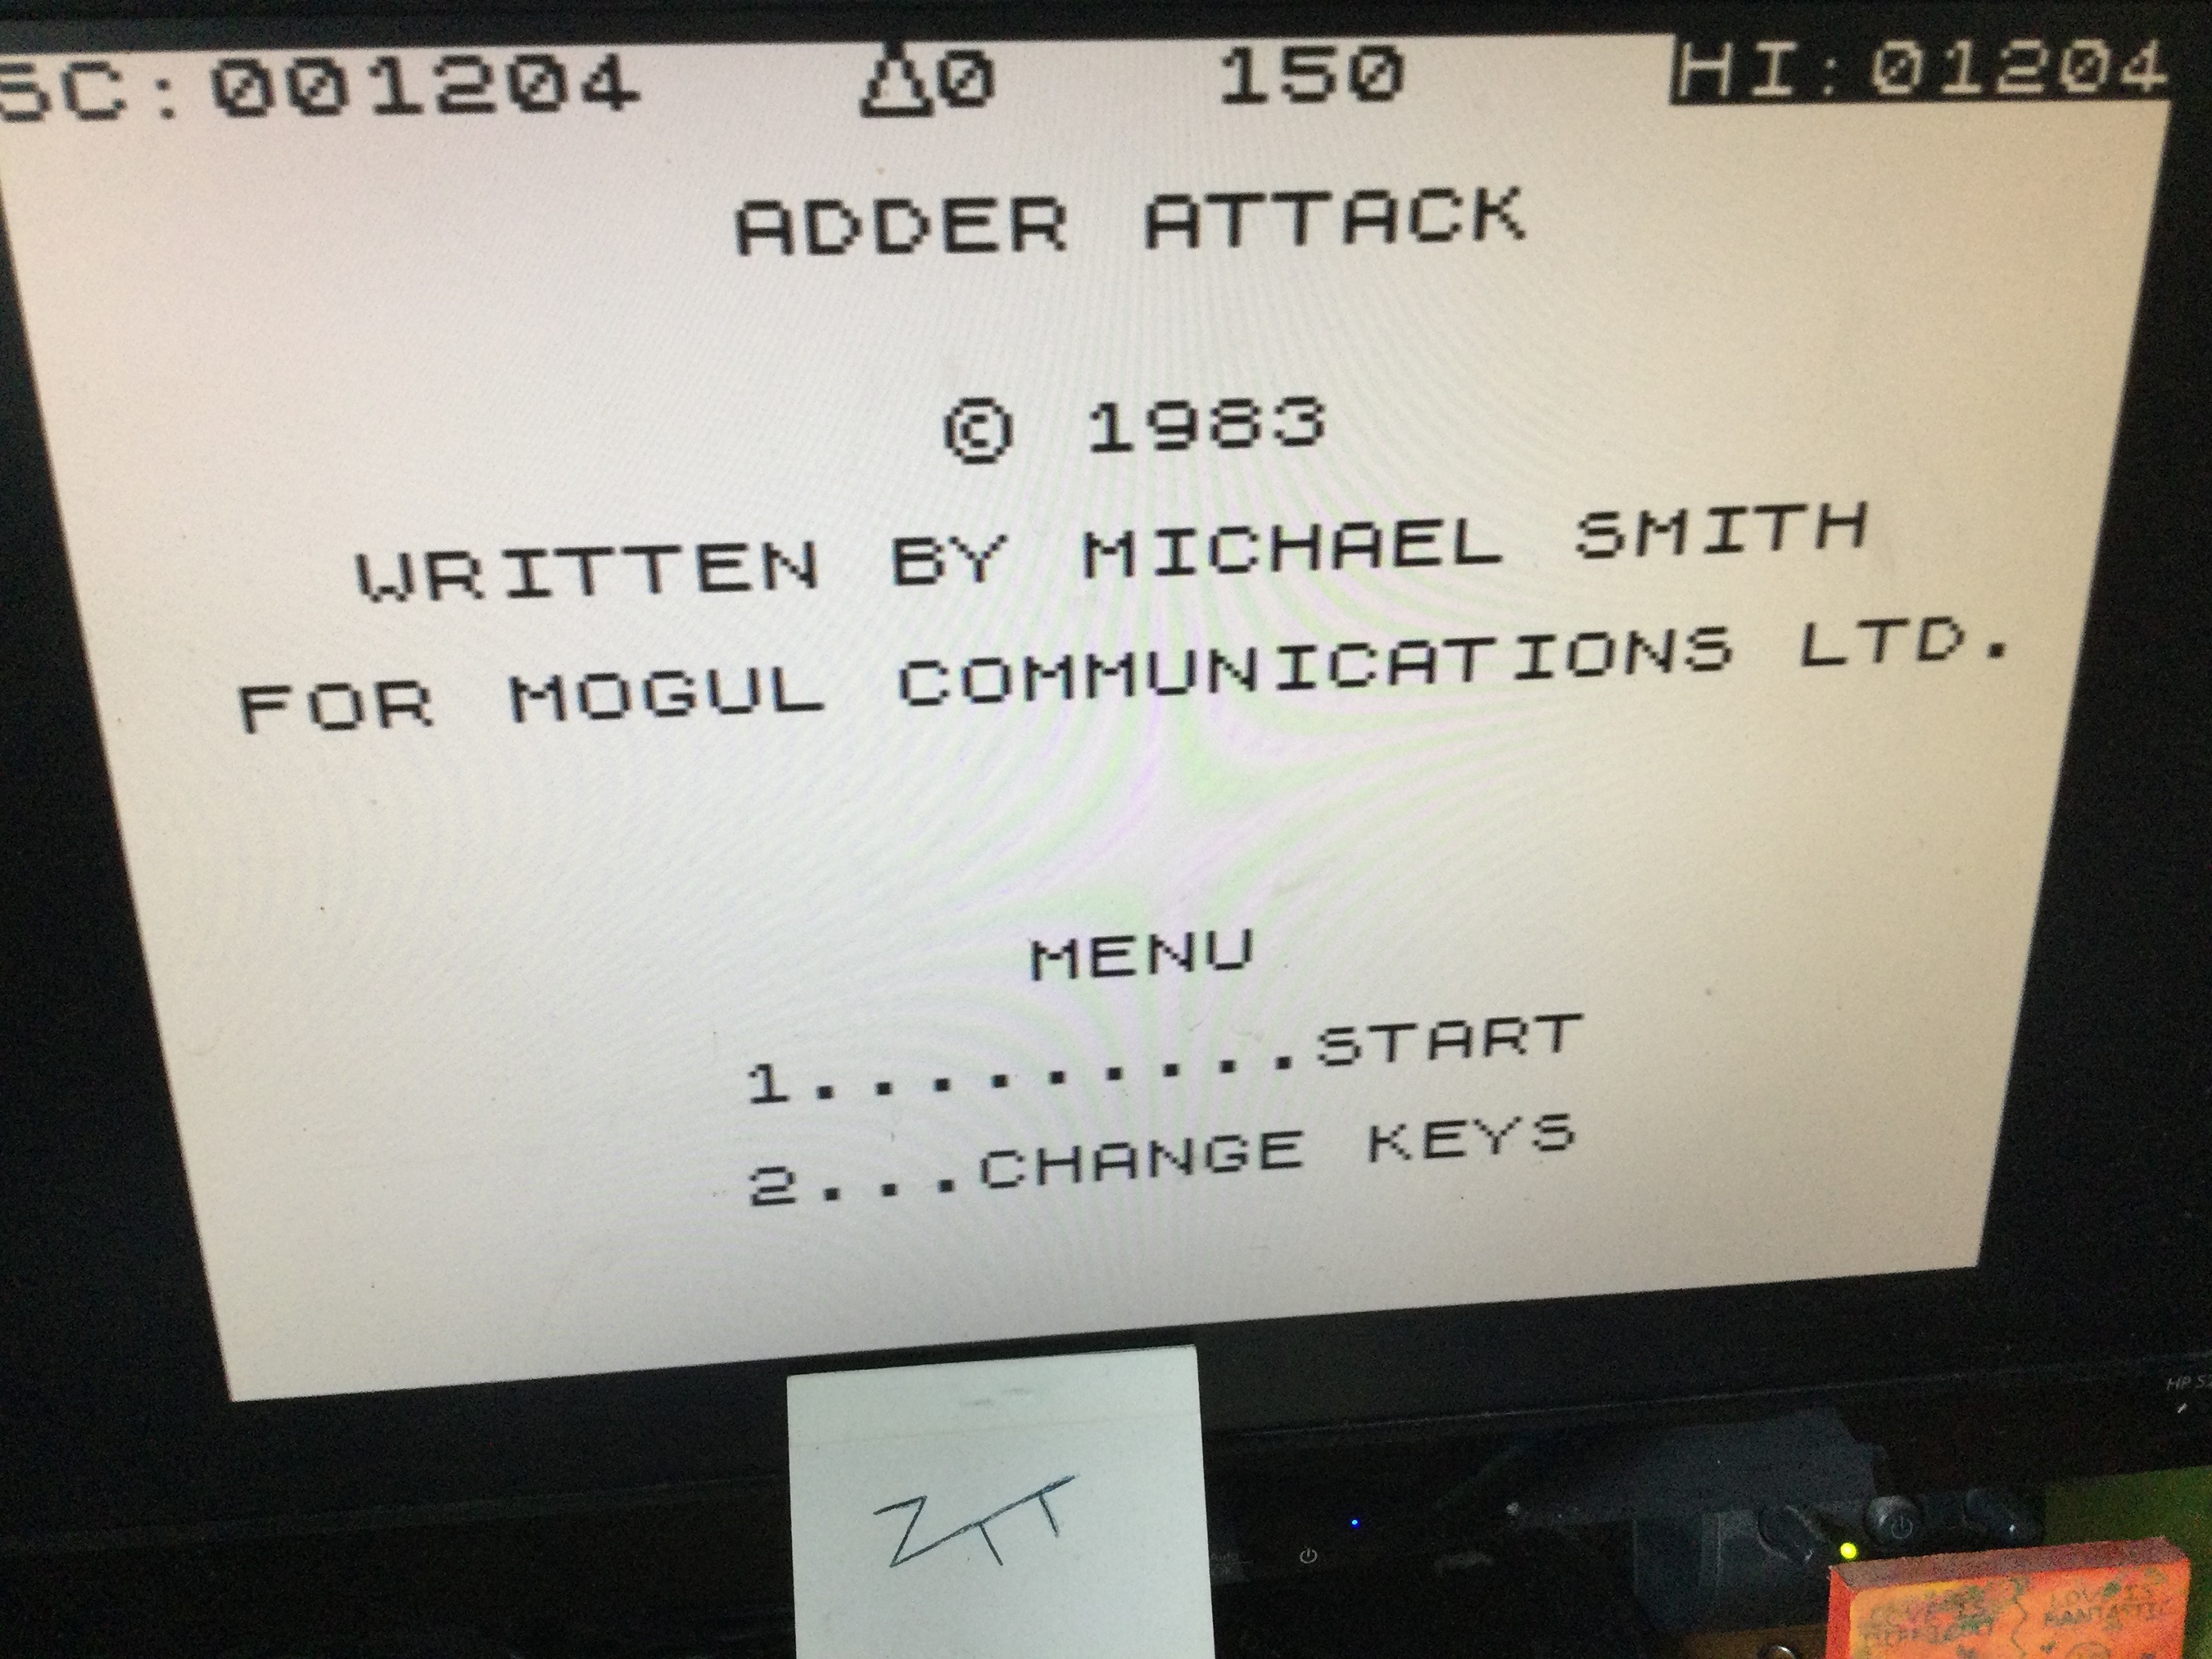 SC:001204 0 150 HI:01204
ADDER ATTACK
© 1983
WRITTEN BY MICHAEL SMITH
FOR MOGUL COMMUNICATIONS LTD.
MENU
1.........START
2...CHANGE KEYS
ZTT